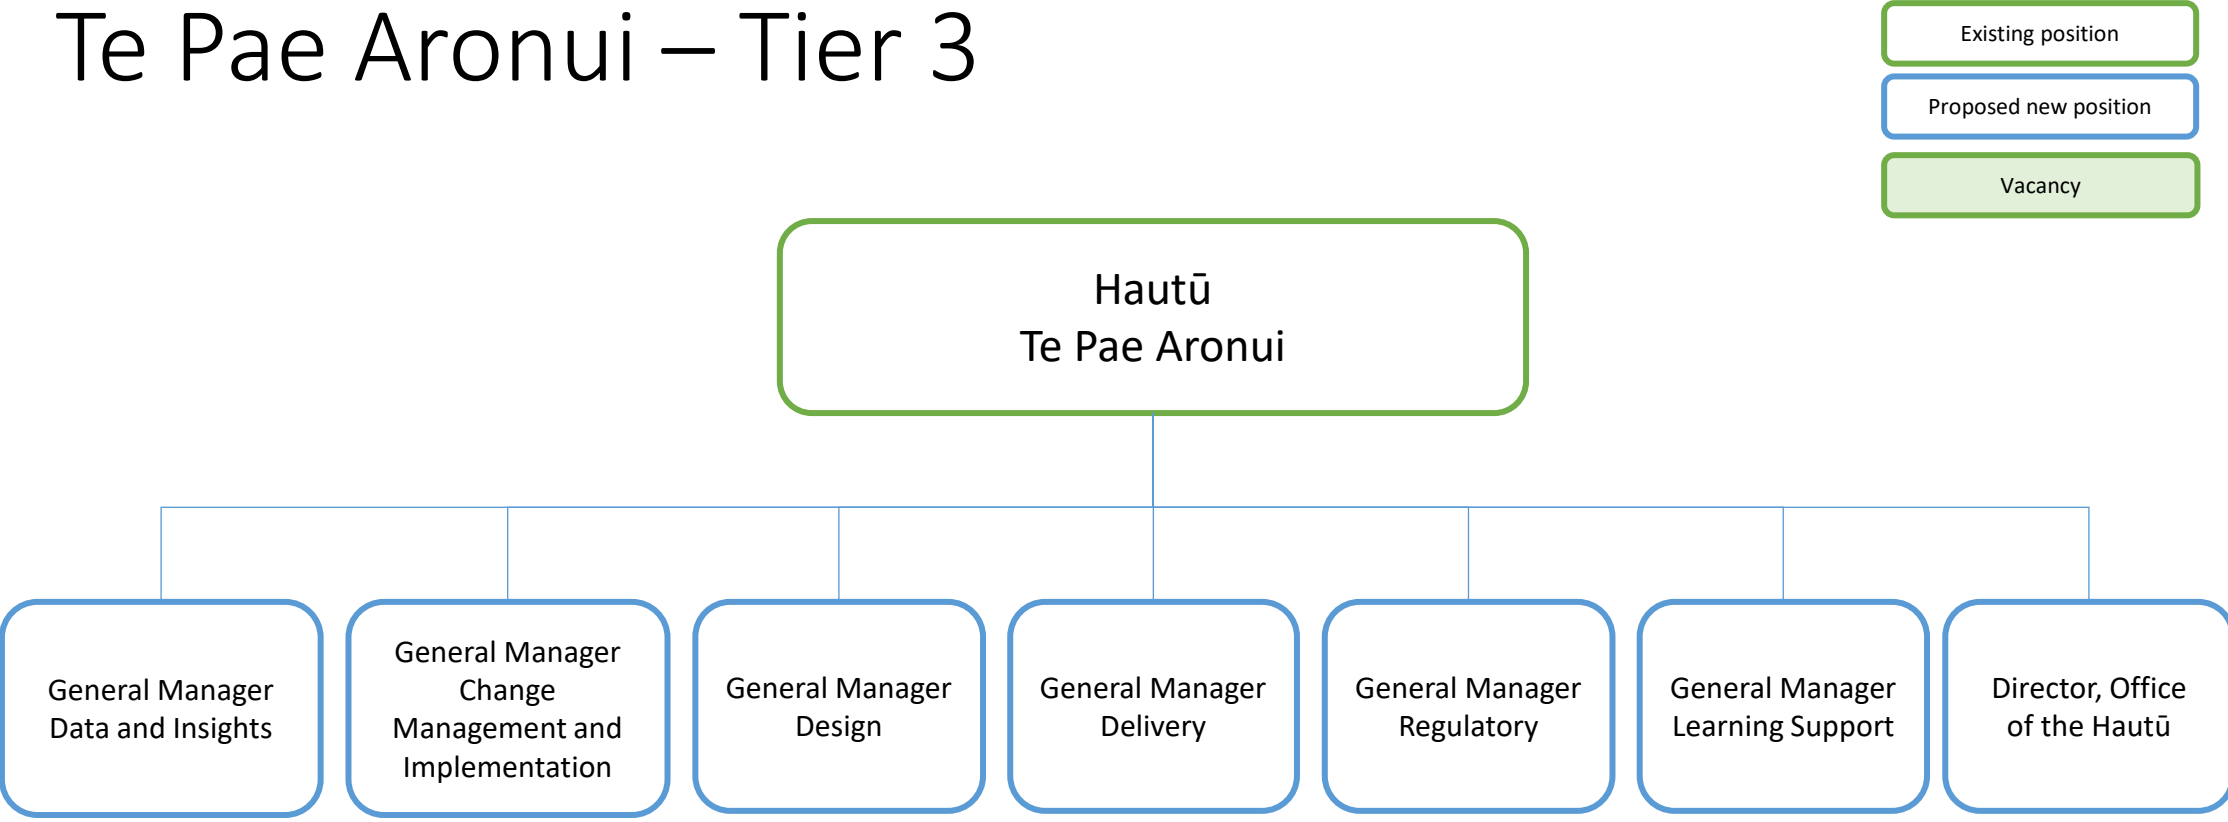 Te Pae Aronui – Tier 3
Existing position
Proposed new position
Vacancy
Hautū
Te Pae Aronui
General Manager
Data and Insights
General Manager
Change
Management and
Implementation
General Manager
Design
General Manager
Delivery
General Manager
Regulatory
General Manager
Learning Support
Director, Office
of the Hautū